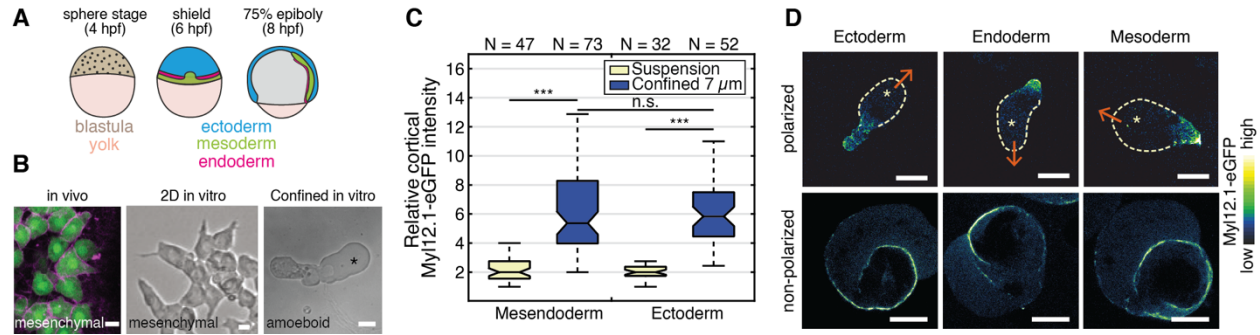 A
sphere stage
(4 hpf)
shield
(6 hpf)
75% epiboly
(8 hpf)
blastula
yolk
ectoderm
mesoderm
endoderm
B
in vivo
2D in vitro
Confined in vitro
mesenchymal
mesenchymal
*
amoeboid
C
N = 47 N = 73 N = 32 N = 52
Relative cortical
Myl12.1-eGFP intensity
16
14
12
10
8
6
4
2
Suspension
Confined 7 µm
***
n.s.
***
Mesendoderm
Ectoderm
D
Ectoderm
Endoderm
Mesoderm
polarized
*
*
*
non-polarized
low
high
Myl12.1-eGFP